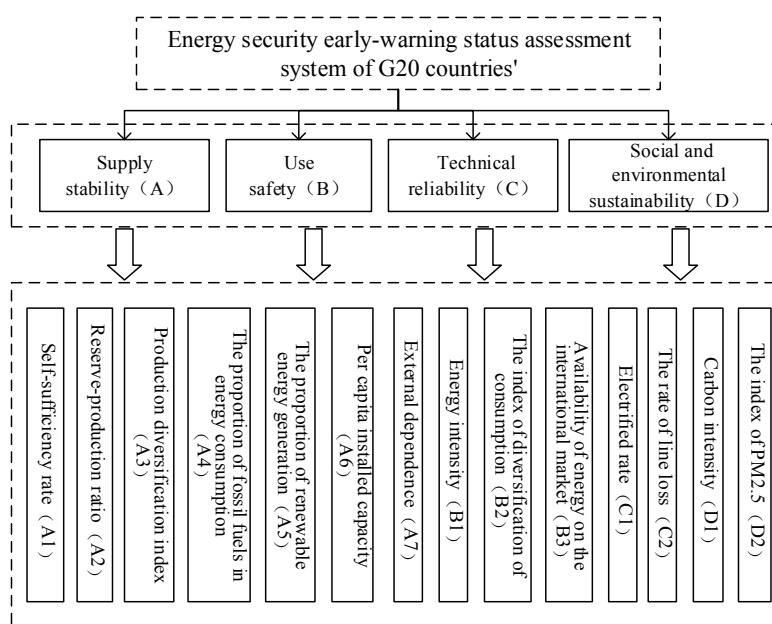 Energy security early-warning status assessment
system of G20 countries'
Supply
stability（A）
Use
safety（B）
Technical
reliability（C）
Social and
environmental
sustainability（D）
Self-sufficiency rate（A1）
Reserve-production ratio（A2）
Production diversification index
（A3）
The proportion of fossil fuels in
energy consumption
（A4）
The proportion of renewable
energy generation（A5）
Per capita installed capacity
（A6）
External dependence（A7）
Energy intensity（B1）
The index of diversification of
consumption（B2）
Availability of energy on the
international market（B3）
Electrified rate（C1）
The rate of line loss（C2）
Carbon intensity（D1）
The index of PM2.5（D2）